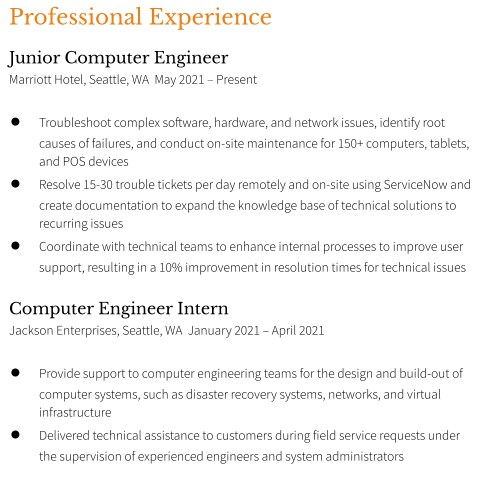 Professional Experience
Junior Computer Engineer
Marriott Hotel, Seattle, WA  May 2021 – Present
● Troubleshoot complex software, hardware, and network issues, identify root
causes of failures, and conduct on-site maintenance for 150+ computers, tablets,
and POS devices
● Resolve 15-30 trouble tickets per day remotely and on-site using ServiceNow and
create documentation to expand the knowledge base of technical solutions to
recurring issues
● Coordinate with technical teams to enhance internal processes to improve user
support, resulting in a 10% improvement in resolution times for technical issues
Computer Engineer Intern
Jackson Enterprises, Seattle, WA  January 2021 – April 2021
● Provide support to computer engineering teams for the design and build-out of
computer systems, such as disaster recovery systems, networks, and virtual
infrastructure
● Delivered technical assistance to customers during field service requests under
the supervision of experienced engineers and system administrators